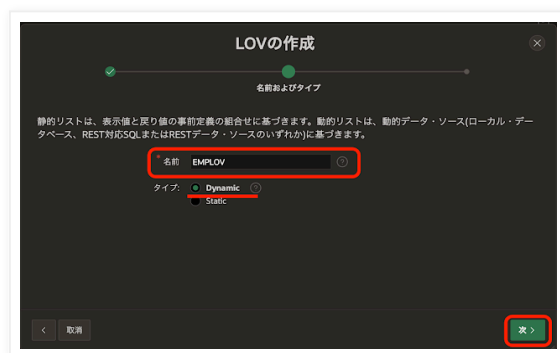 LOVの作成
名前およびタイプ
静的リストは、表示値と戻り値の事前定義の組合せに基づきます。動的リストは、動的データ・ソース(ローカル・デー
タベース、REST対応SQLまたはRESTデータ・ソースのいずれか)に基づきます。
* 名前 EMPLOV ?
タイプ: Dynamic ?
Static
取消 次 >